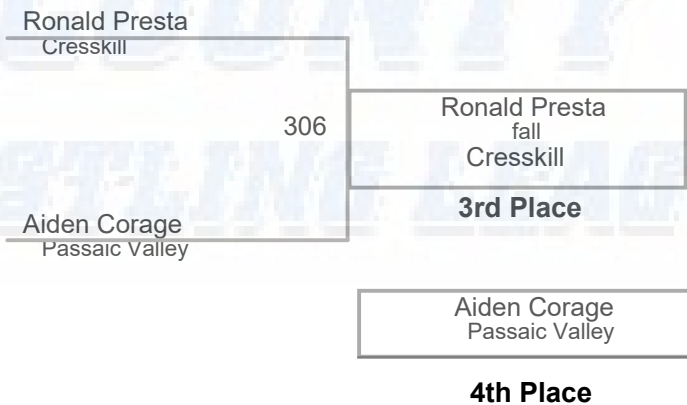 Ronald Presta
Cresskill
306
Ronald Presta
fall
Cresskill
3rd Place
Aiden Corage
Passaic Valley
Aiden Corage
Passaic Valley
4th Place